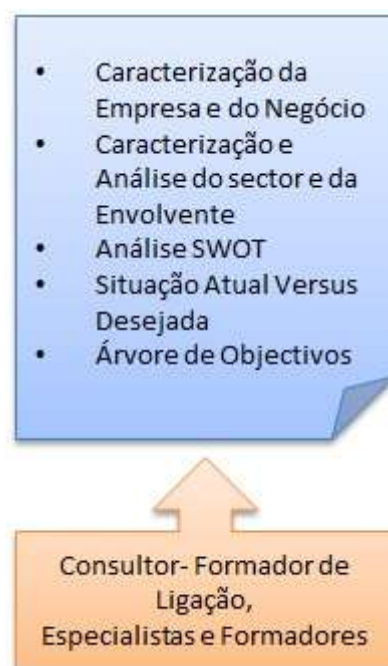 • Caracterização da
Empresa e do Negócio
• Caracterização e
Análise do sector e da
Envolvente
• Análise SWOT
• Situação Atual Versus
Desejada
• Árvore de Objectivos
Consultor- Formador de
Ligação,
Especialistas e Formadores